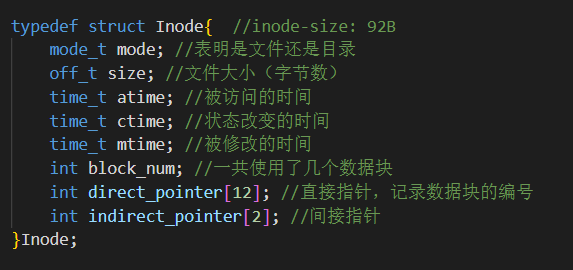 typedef struct Inode{  //inode-size: 92B
    mode_t mode; //表明是文件还是目录
    off_t size; //文件大小（字节数）
    time_t atime; //被访问的时间
    time_t ctime; //状态改变的时间
    time_t mtime; //被修改的时间
    int block_num; //一共使用了几个数据块
    int direct_pointer[12]; //直接指针，记录数据块的编号
    int indirect_pointer[2]; //间接指针
}Inode;